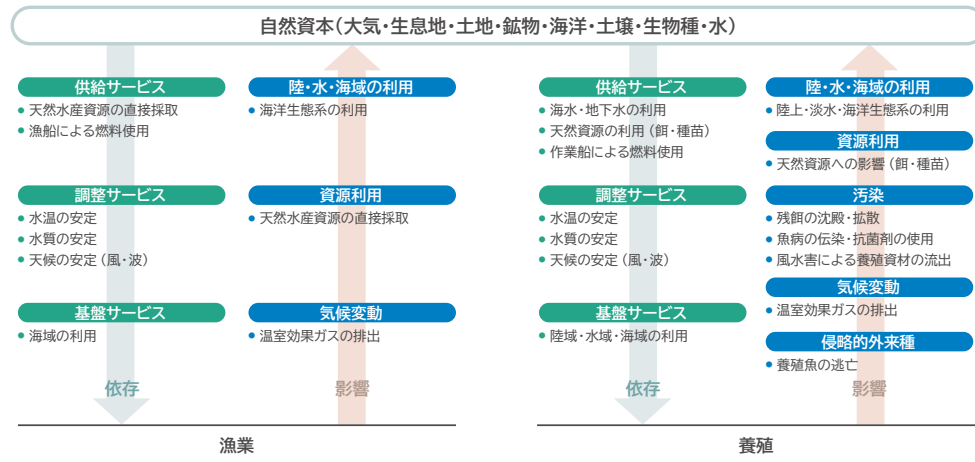 自然資本（大気・生息地・土地・鉱物・海洋・土壌・生物種・水）
供給サービス
• 天然水産資源の直接採取
• 漁船による燃料使用
調整サービス
• 水温の安定
• 水質の安定
• 天候の安定（風・波）
基盤サービス
• 海域の利用
依存
陸・水・海域の利用
• 海洋生態系の利用
資源利用
• 天然水産資源の直接採取
気候変動
• 温室効果ガスの排出
影響
漁業
供給サービス
• 海水・地下水の利用
• 天然資源の利用（餌・種苗）
• 作業船による燃料使用
調整サービス
• 水温の安定
• 水質の安定
• 天候の安定（風・波）
基盤サービス
• 陸域・水域・海域の利用
依存
陸・水・海域の利用
• 陸上・淡水・海洋生態系の利用
資源利用
• 天然資源への影響（餌・種苗）
汚染
• 残餌の沈殿・拡散
• 魚病の伝染・抗菌剤の使用
• 風水害による養殖資材の流出
気候変動
• 温室効果ガスの排出
侵略的外来種
• 養殖魚の逃亡
影響
養殖